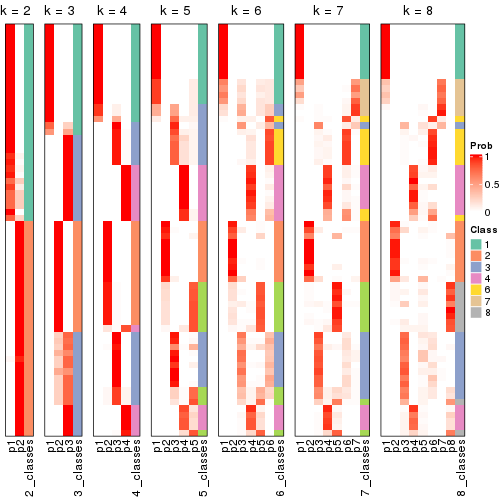 k = 2 k = 3 k = 4 k = 5 k = 6 k = 7 k = 8
Prob
1
0.5
0
Class
1
2
3
4
6
7
8
p1 p2 2_classes p1 p2 p3 3_classes p1 p2 p3 p4 4_classes p1 p2 p3 p4 p5 5_classes p1 p2 p3 p4 p5 p6 6_classes p1 p2 p3 p4 p5 p6 p7 7_classes p1 p2 p3 p4 p5 p6 p7 p8 8_classes